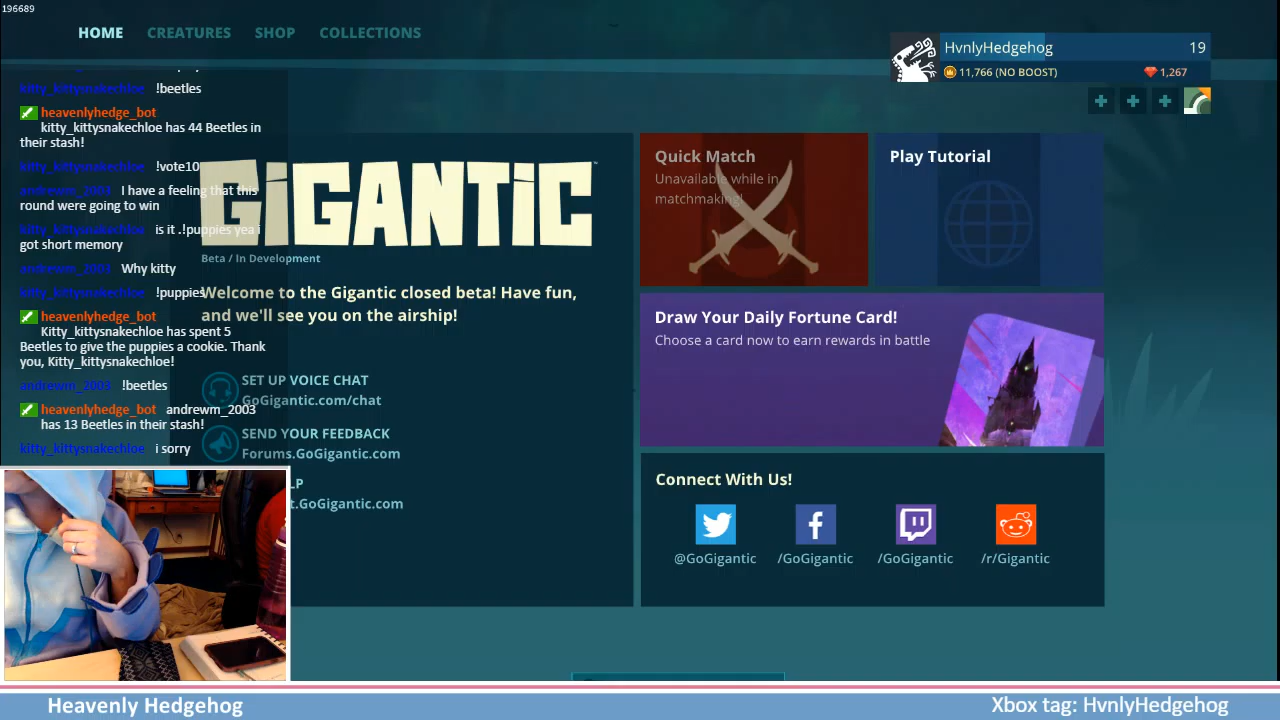 196689
HOME CREATURES SHOP COLLECTIONS
HvnlyHedgehog 19
11,766 (NO BOOST) 1,267
kitty_kittysnakechloe !beetles
heavenlyhedge_bot
kitty_kittysnakechloe has 44 Beetles in
their stash!
kitty_kittysnakechloe !vote10
andrewm_2003 I have a feeling that this
round were going to win
kitty_kittysnakechloe is it .!puppies yea i
got short memory
andrewm_2003 Why kitty
kitty_kittysnakechloe !puppies
heavenlyhedge_bot
Kitty_kittysnakechloe has spent 5
Beetles to give the puppies a cookie. Thank
you, Kitty_kittysnakechloe!
andrewm_2003 !beetles
heavenlyhedge_bot andrewm_2003
has 13 Beetles in their stash!
kitty_kittysnakechloe i sorry
GiGANTiC™
Beta / In Development
Welcome to the Gigantic closed beta! Have fun,
and we'll see you on the airship!
SET UP VOICE CHAT
GoGigantic.com/chat
SEND YOUR FEEDBACK
Forums.GoGigantic.com
LP
t.GoGigantic.com
Quick Match
Unavailable while in
matchmaking!
Play Tutorial
Draw Your Daily Fortune Card!
Choose a card now to earn rewards in battle
Connect With Us!
@GoGigantic /GoGigantic /GoGigantic /r/Gigantic
Heavenly Hedgehog
Xbox tag: HvnlyHedgehog